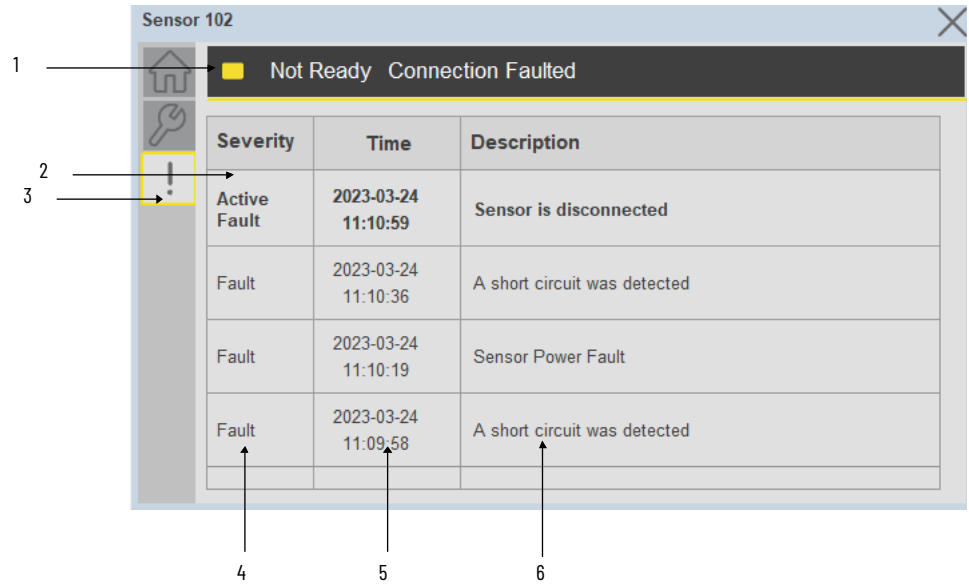 Sensor 102
1
Not Ready Connection Faulted
Severity Time Description
2
3
Active
Fault
2023-03-24
11:10:59
Sensor is disconnected
Fault
2023-03-24
11:10:36
A short circuit was detected
Fault
2023-03-24
11:10:19
Sensor Power Fault
Fault
2023-03-24
11:09:58
A short circuit was detected
4 5 6